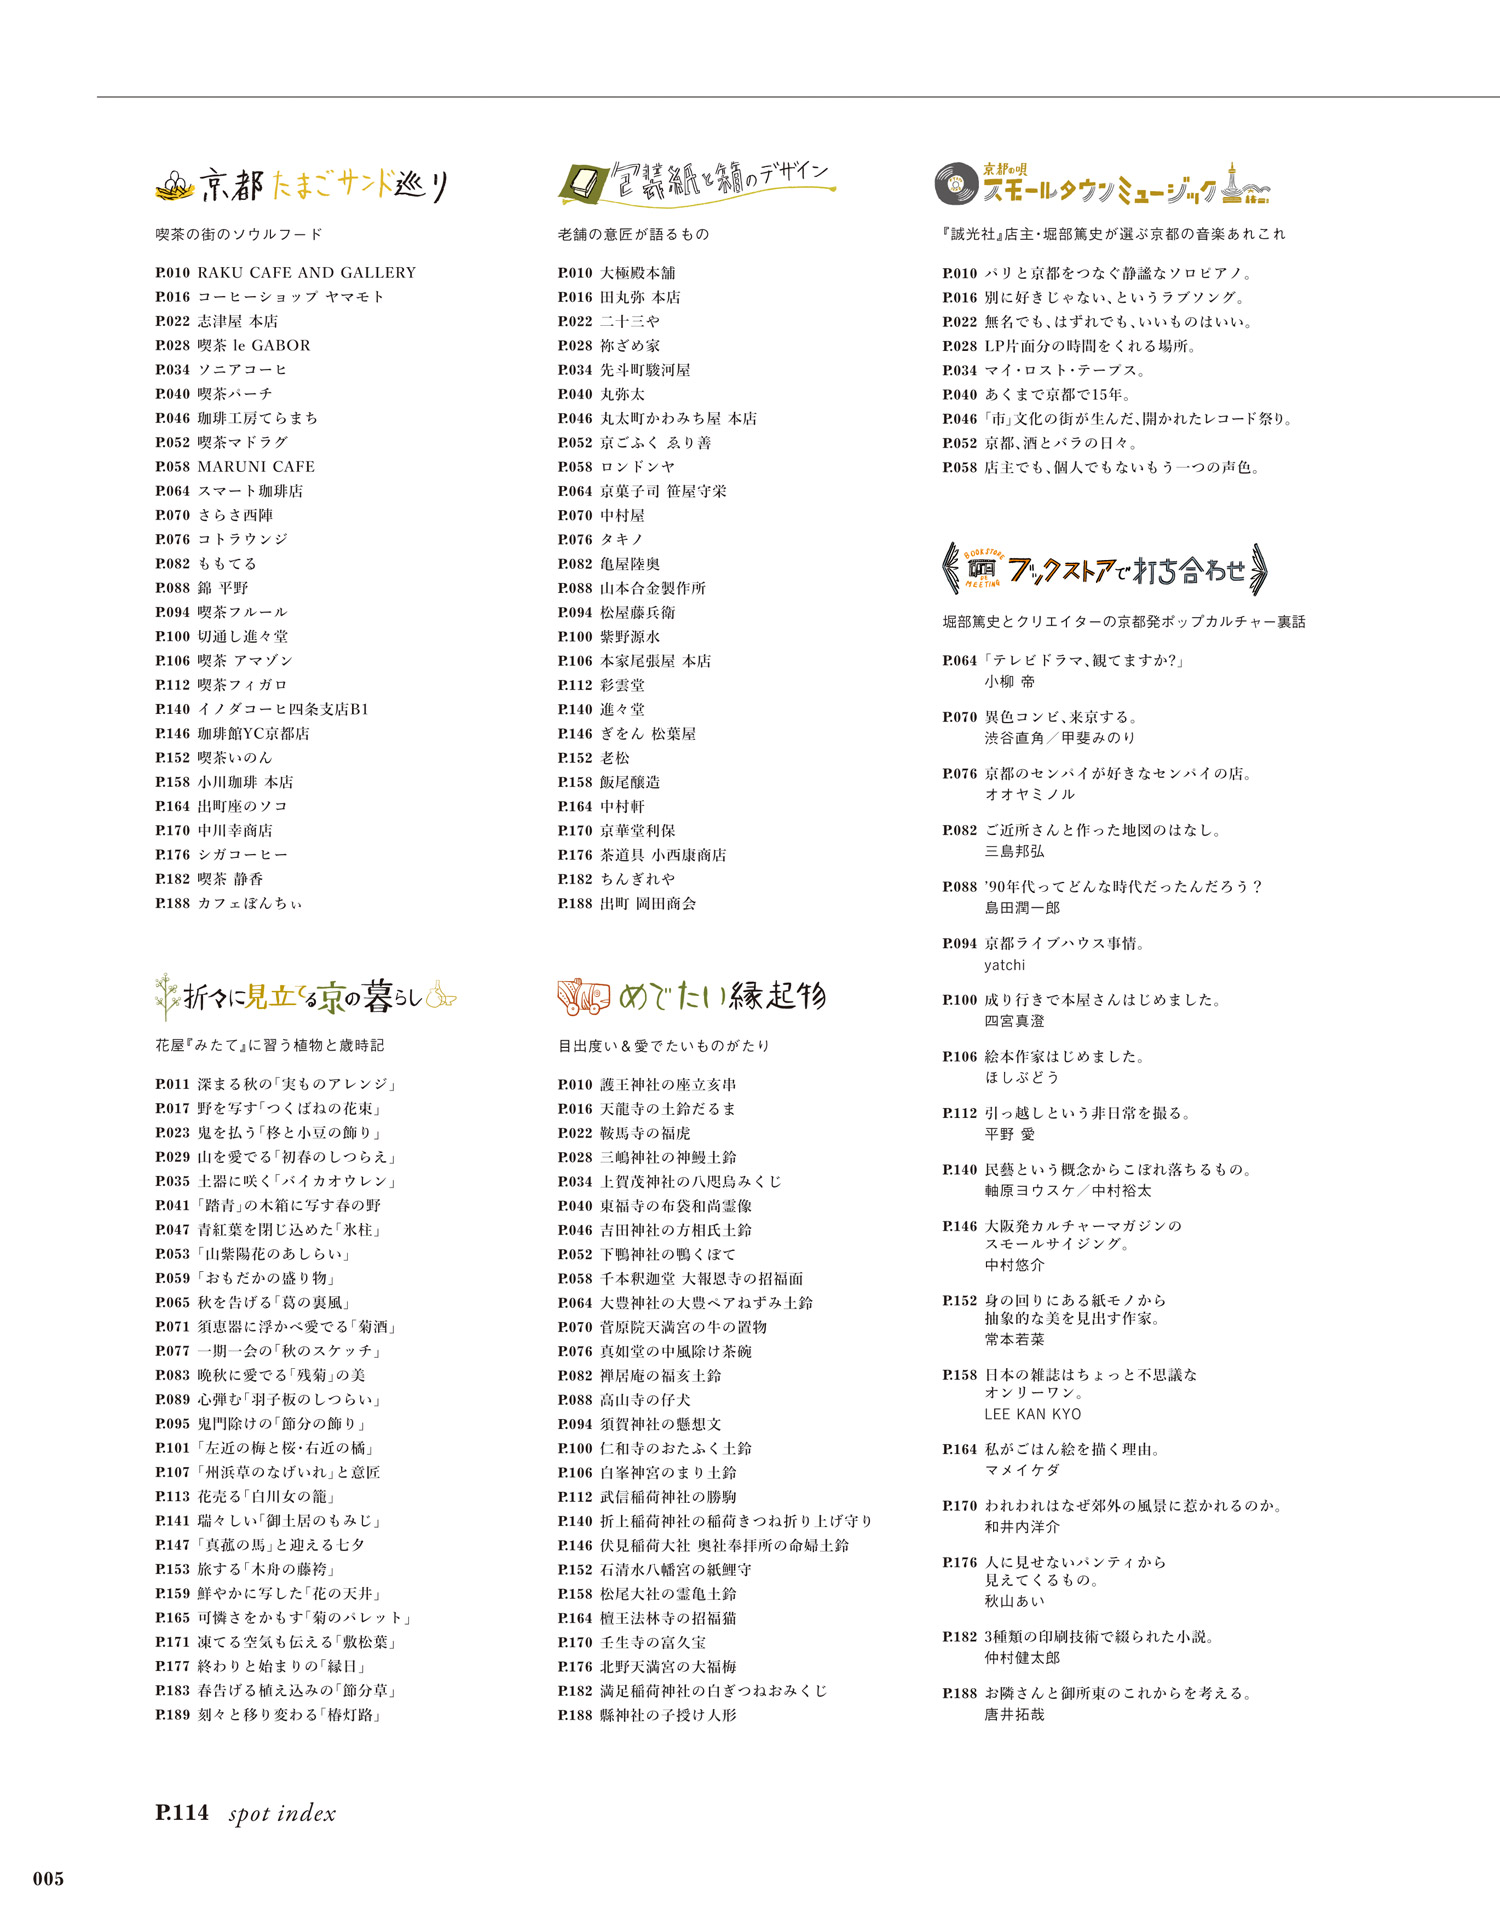 京都 たまごサンド巡り
喫茶の街のソウルフード
P.010 RAKU CAFE AND GALLERY
P.016 コーヒーショップ ヤマモト
P.022 志津屋 本店
P.028 喫茶 le GABOR
P.034 ソニアコーヒ
P.040 喫茶パーチ
P.046 珈琲工房てらまち
P.052 喫茶マドラグ
P.058 MARUNI CAFE
P.064 スマート珈琲店
P.070 さらさ西陣
P.076 コトラウンジ
P.082 ももてる
P.088 錦 平野
P.094 喫茶フルール
P.100 切通し進々堂
P.106 喫茶 アマゾン
P.112 喫茶フィガロ
P.140 イノダコーヒ四条支店B1
P.146 珈琲館YC京都店
P.152 喫茶いのん
P.158 小川珈琲 本店
P.164 出町座のソコ
P.170 中川幸商店
P.176 シガコーヒー
P.182 喫茶 静香
P.188 カフェぽんちぃ
折々に見立てる京の暮らし
花屋『みたて』に習う植物と歳時記
P.011 深まる秋の「実ものアレンジ」
P.017 野を写す「つくばねの花束」
P.023 鬼を払う「柊と小豆の飾り」
P.029 山を愛でる「初春のしつらえ」
P.035 土器に咲く「バイカオウレン」
P.041 「踏青」の木箱に写す春の野
P.047 青紅葉を閉じ込めた「氷柱」
P.053 「山紫陽花のあしらい」
P.059 「おもだかの盛り物」
P.065 秋を告げる「葛の裏風」
P.071 須恵器に浮かべ愛でる「菊酒」
P.077 一期一会の「秋のスケッチ」
P.083 晩秋に愛でる「残菊」の美
P.089 心弾む「羽子板のしつらい」
P.095 鬼門除けの「節分の飾り」
P.101 「左近の梅と桜・右近の橘」
P.107 「州浜草のなげいれ」と意匠
P.113 花売る「白川女の籠」
P.141 瑞々しい「御土居のもみじ」
P.147 「真菰の馬」と迎える七夕
P.153 旅する「木舟の藤袴」
P.159 鮮やかに写した「花の天井」
P.165 可憐さをかもす「菊のパレット」
P.171 凍てる空気も伝える「敷松葉」
P.177 終わりと始まりの「縁日」
P.183 春告げる植え込みの「節分草」
P.189 刻々と移り変わる「椿灯路」
包装紙と箱のデザイン
老舗の意匠が語るもの
P.010 大極殿本舗
P.016 田丸弥 本店
P.022 二十三や
P.028 祢ざめ家
P.034 先斗町駿河屋
P.040 丸弥太
P.046 丸太町かわみち屋 本店
P.052 京ごふく ゑり善
P.058 ロンドンヤ
P.064 京菓子司 笹屋守栄
P.070 中村屋
P.076 タキノ
P.082 亀屋陸奥
P.088 山本合金製作所
P.094 松屋藤兵衛
P.100 紫野源水
P.106 本家尾張屋 本店
P.112 彩雲堂
P.140 進々堂
P.146 ぎをん 松葉屋
P.152 老松
P.158 飯尾醸造
P.164 中村軒
P.170 京華堂利保
P.176 茶道具 小西康商店
P.182 ちんぎれや
P.188 出町 岡田商会
めでたい縁起物
目出度い&愛でたいものがたり
P.010 護王神社の座立亥串
P.016 天龍寺の土鈴だるま
P.022 鞍馬寺の福虎
P.028 三嶋神社の神鰻土鈴
P.034 上賀茂神社の八咫烏みくじ
P.040 東福寺の布袋和尚霊像
P.046 吉田神社の方相氏土鈴
P.052 下鴨神社の鴨くぼて
P.058 千本釈迦堂 大報恩寺の招福面
P.064 大豊神社の大豊ペアねずみ土鈴
P.070 菅原院天満宮の牛の置物
P.076 真如堂の中風除け茶碗
P.082 禅居庵の福亥土鈴
P.088 高山寺の仔犬
P.094 須賀神社の懸想文
P.100 仁和寺のおたふく土鈴
P.106 白峯神宮のまり土鈴
P.112 武信稲荷神社の勝駒
P.140 折上稲荷神社の稲荷きつね折り上げ守り
P.146 伏見稲荷大社 奥社奉拝所の命婦土鈴
P.152 石清水八幡宮の紙鯉守
P.158 松尾大社の霊亀土鈴
P.164 檀王法林寺の招福猫
P.170 壬生寺の富久宝
P.176 北野天満宮の大福梅
P.182 満足稲荷神社の白ぎつねおみくじ
P.188 縣神社の子授け人形
京都の唄
スモールタウンミュージック
『誠光社』店主・堀部篤史が選ぶ京都の音楽あれこれ
P.010 パリと京都をつなぐ静謐なソロピアノ。
P.016 別に好きじゃない、というラブソング。
P.022 無名でも、はずれでも、いいものはいい。
P.028 LP片面分の時間をくれる場所。
P.034 マイ・ロスト・テープス。
P.040 あくまで京都で15年。
P.046 「市」文化の街が生んだ、開かれたレコード祭り。
P.052 京都、酒とバラの日々。
P.058 店主でも、個人でもないもう一つの声色。
BOOKSTORE
DE
MEETING
ブックストアで打ち合わせ
堀部篤史とクリエイターの京都発ポップカルチャー裏話
P.064 「テレビドラマ、観てますか?」
小柳 帝
P.070 異色コンビ、来京する。
渋谷直角／甲斐みのり
P.076 京都のセンパイが好きなセンパイの店。
オオヤミノル
P.082 ご近所さんと作った地図のはなし。
三島邦弘
P.088 '90年代ってどんな時代だったんだろう？
島田潤一郎
P.094 京都ライブハウス事情。
yatchi
P.100 成り行きで本屋さんはじめました。
四宮真澄
P.106 絵本作家はじめました。
ほしぶどう
P.112 引っ越しという非日常を撮る。
平野 愛
P.140 民藝という概念からこぼれ落ちるもの。
軸原ヨウスケ／中村裕太
P.146 大阪発カルチャーマガジンの
スモールサイジング。
中村悠介
P.152 身の回りにある紙モノから
抽象的な美を見出す作家。
常本若菜
P.158 日本の雑誌はちょっと不思議な
オンリーワン。
LEE KAN KYO
P.164 私がごはん絵を描く理由。
マメイケダ
P.170 われわれはなぜ郊外の風景に惹かれるのか。
和井内洋介
P.176 人に見せないパンティから
見えてくるもの。
秋山あい
P.182 3種類の印刷技術で綴られた小説。
仲村健太郎
P.188 お隣さんと御所東のこれからを考える。
唐井拓哉
P.114 spot index
005